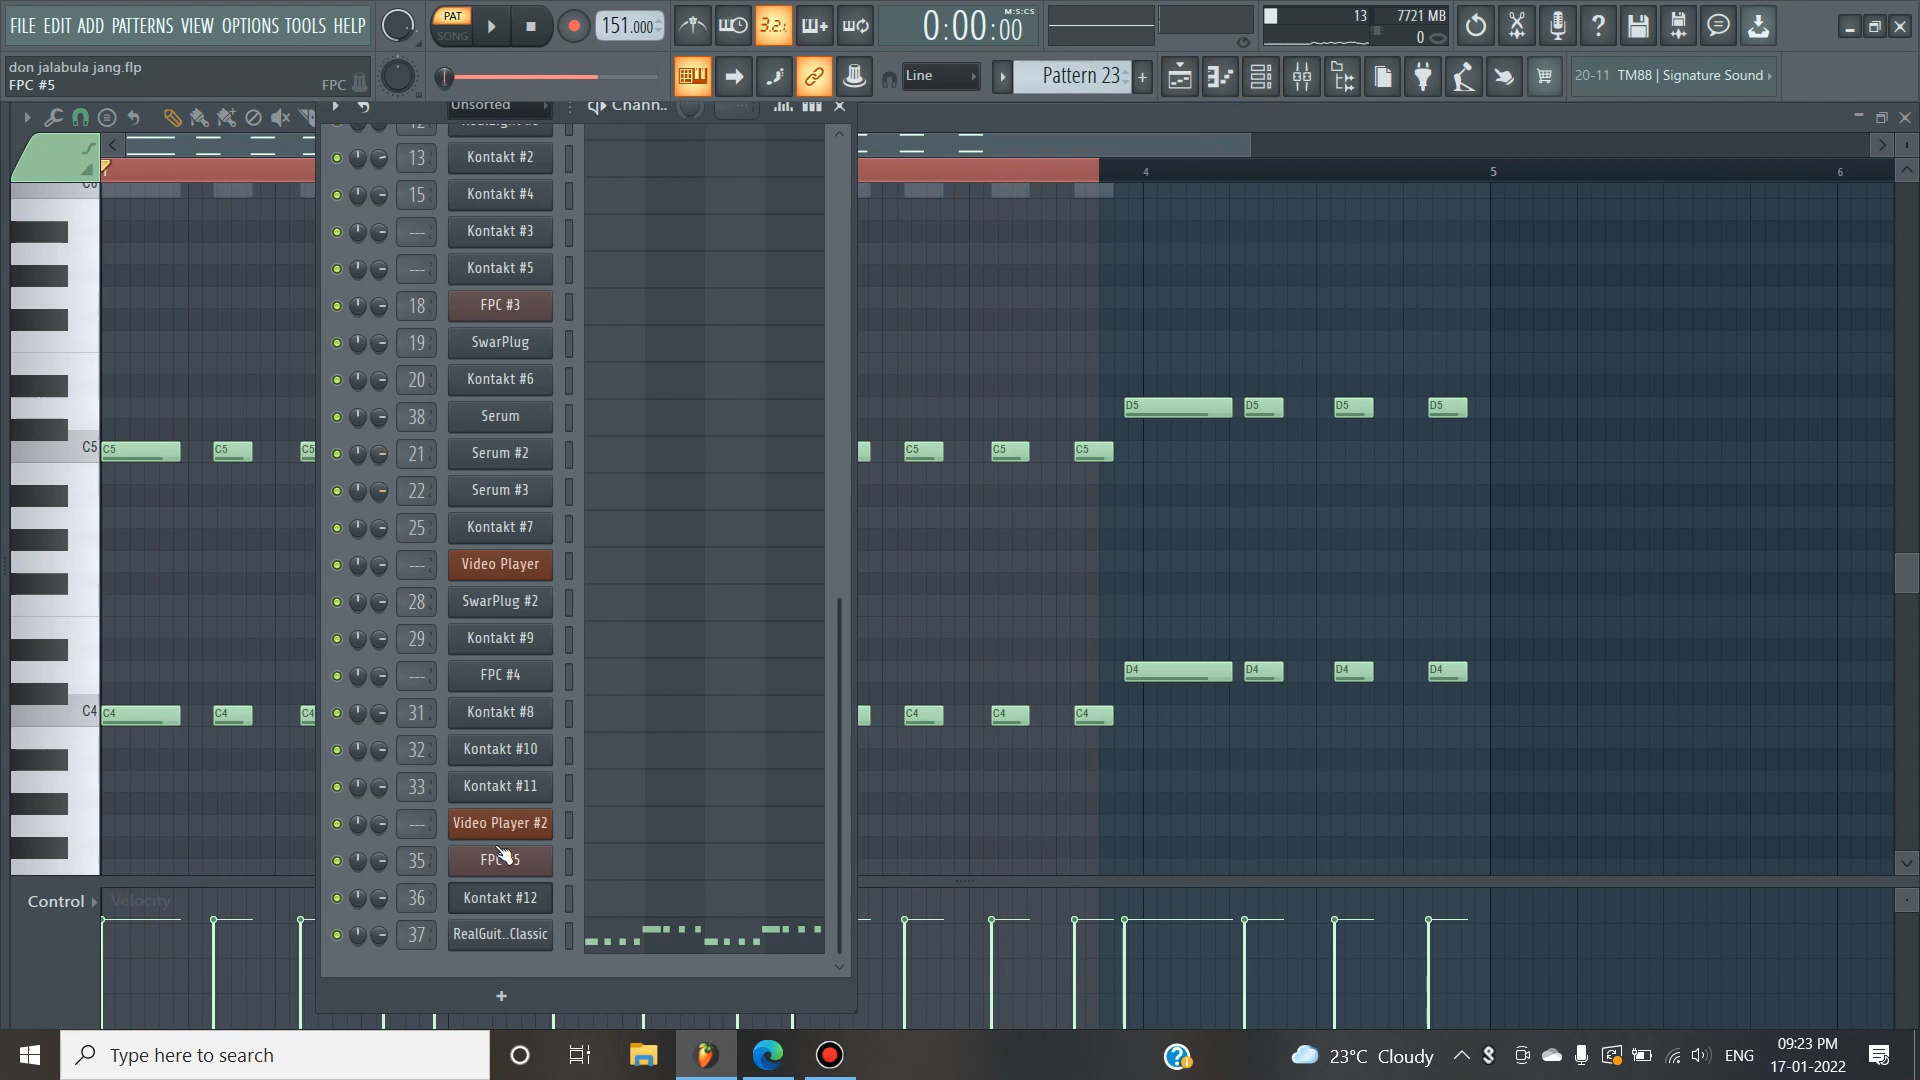 FILE EDIT ADD PATTERNS VIEW OPTIONS TOOLS HELP
PAT
SONG
151.000
3.2:
0:00:00
M:S:CS
13
7721 MB
0
don jalabula jang.flp
FPC #5
FPC
Line
Pattern 23
20-11 TM88 | Signature Sound
Unsorted
Chann..
4
5
6
13 Kontakt #2
15 Kontakt #4
--- Kontakt #3
--- Kontakt #5
18 FPC #3
19 SwarPlug
20 Kontakt #6
38 Serum
21 Serum #2
22 Serum #3
25 Kontakt #7
--- Video Player
28 SwarPlug #2
29 Kontakt #9
--- FPC #4
31 Kontakt #8
32 Kontakt #10
33 Kontakt #11
--- Video Player #2
35
36 Kontakt #12
37 RealGuit..Classic
+
D5 D5 D5 D5
C5 C5 C5 C5 C5 C5 C5
D4 D4 D4 D4
C4 C4 C4 C4 C4 C4 C4
Control
Velocity
Type here to search
23°C Cloudy
ENG
09:23 PM
17-01-2022